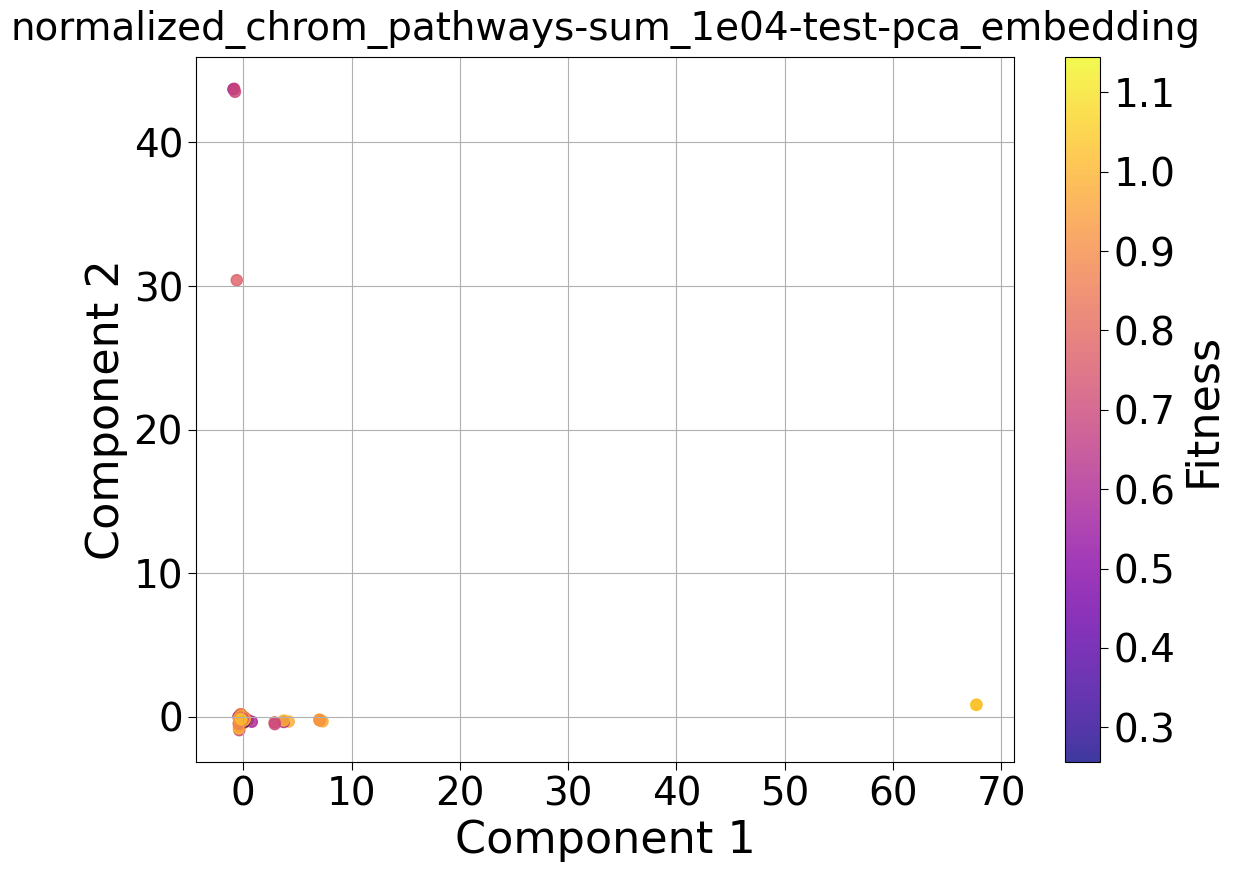 normalized_chrom_pathways-sum_1e04-test-pca_embedding
40
30
20
10
0
Component 2
0 10 20 30 40 50 60 70
Component 1
1.1
1.0
0.9
0.8
0.7
0.6
0.5
0.4
0.3
Fitness